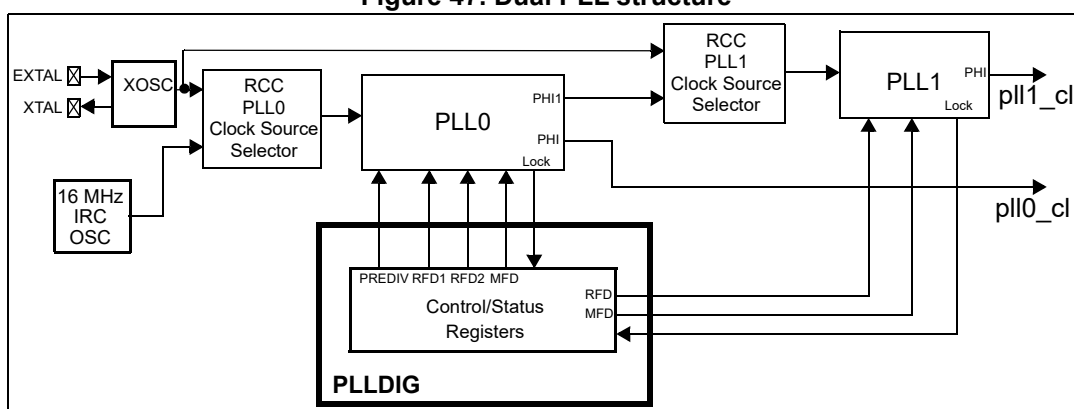 Figure 47. Dual PLL structure
EXTAL
XTAL
XOSC
RCC
PLL0
Clock Source
Selector
16 MHz
IRC
OSC
PLL0
PHI1
PHI
Lock
RCC
PLL1
Clock Source
Selector
PLL1
PHI
Lock
pll1_cl
pll0_cl
PREDIV RFD1 RFD2 MFD
Control/Status
Registers
RFD
MFD
PLLDIG